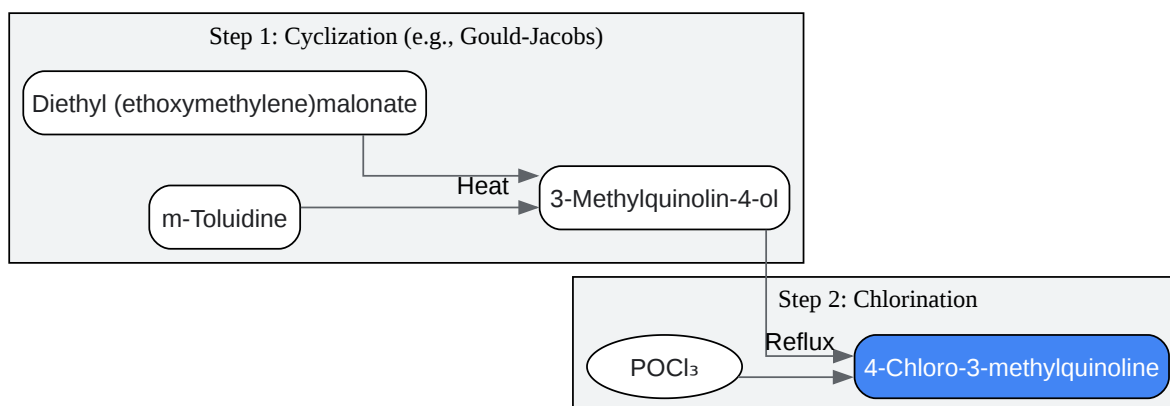 Step 1: Cyclization (e.g., Gould-Jacobs)
Diethyl (ethoxymethylene)malonate
Heat
m-Toluidine
3-Methylquinolin-4-ol
Step 2: Chlorination
Reflux
POCl₃
4-Chloro-3-methylquinoline